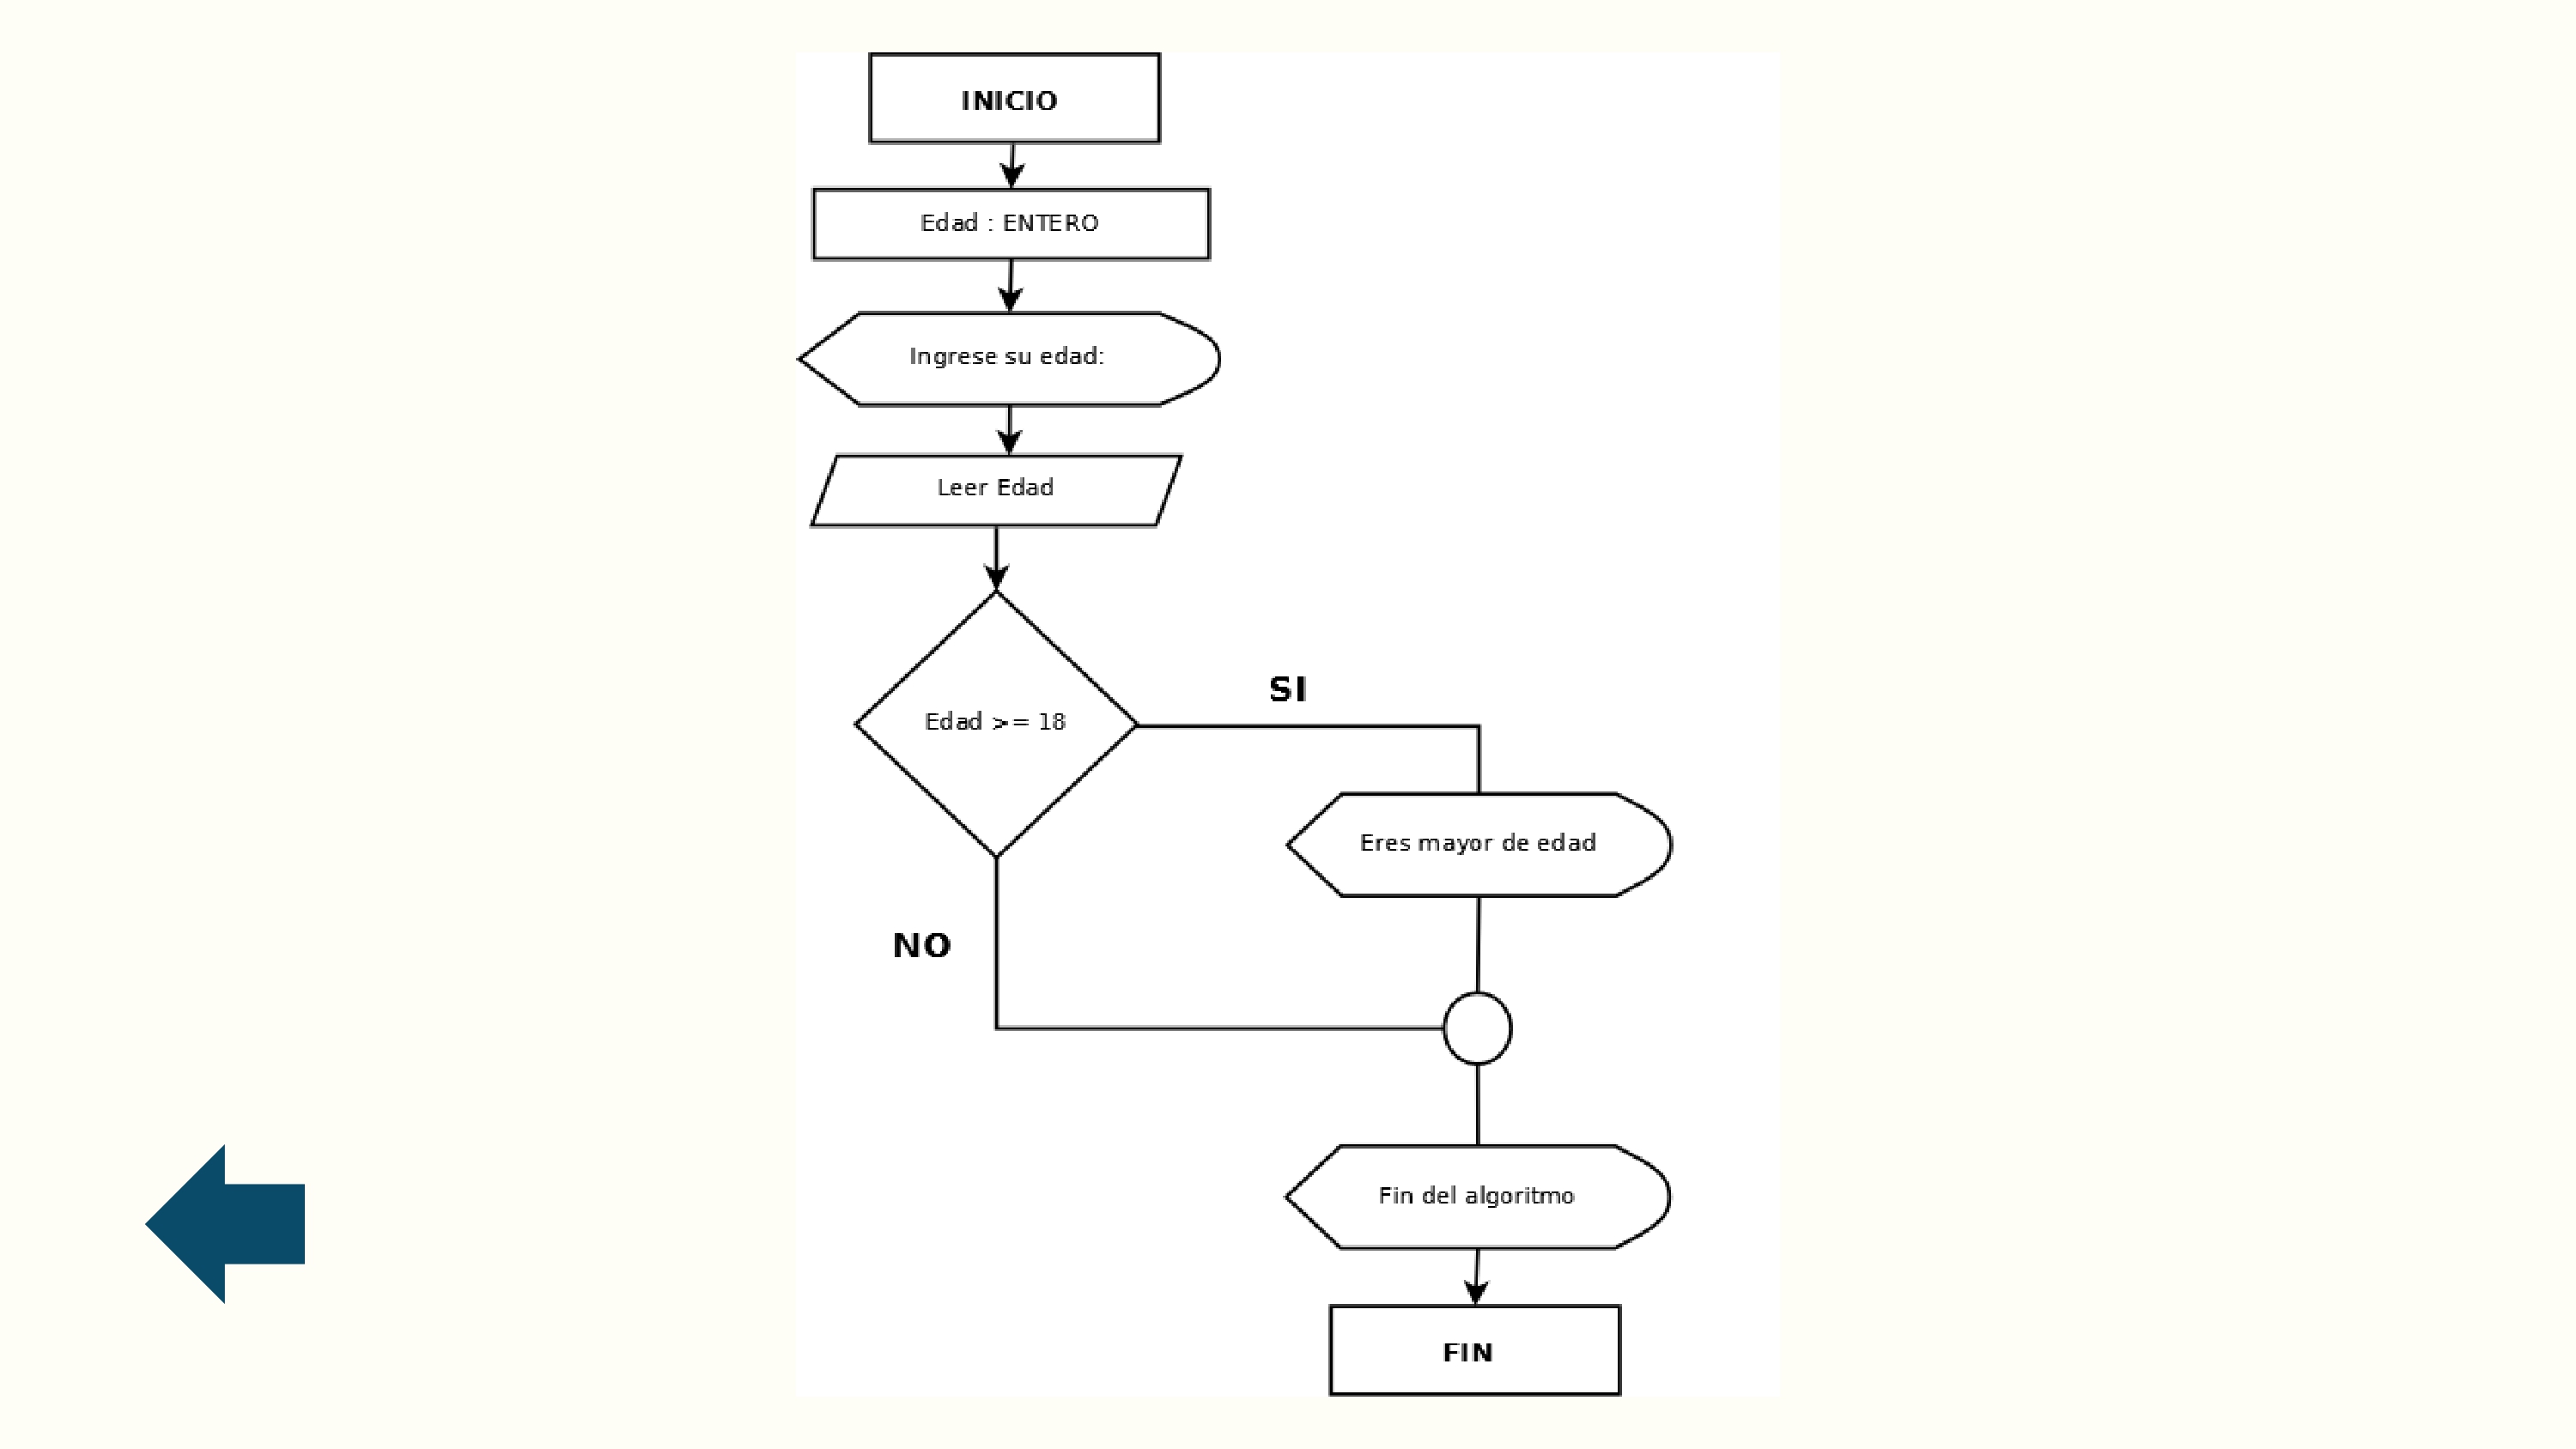 INICIO
Edad : ENTERO
Ingrese su edad:
Leer Edad
Edad >= 18
SI
Eres mayor de edad
NO
Fin del algoritmo
FIN